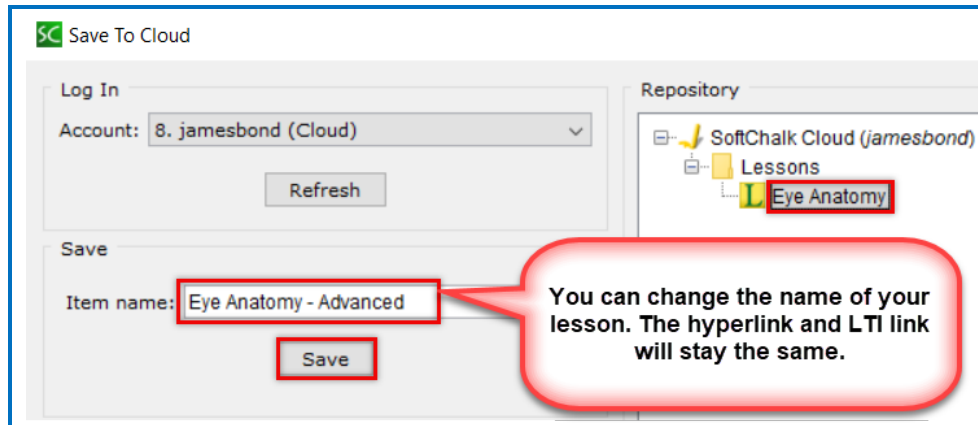 SC Save To Cloud
Log In
Account: 8. jamesbond (Cloud)
Refresh
Save
Item name: Eye Anatomy - Advanced
Save
Repository
SoftChalk Cloud (jamesbond)
Lessons
L Eye Anatomy
You can change the name of your
lesson. The hyperlink and LTI link
will stay the same.